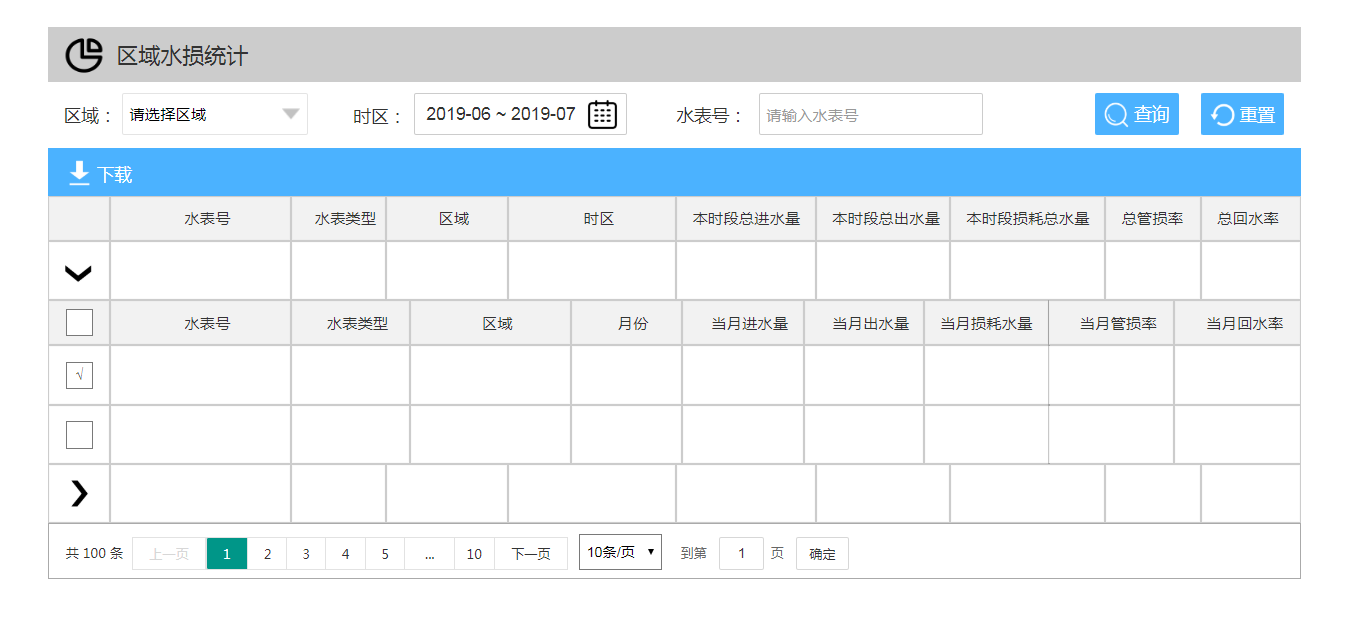 区域水损统计
区域： 请选择区域 时区： 2019-06 ~ 2019-07 水表号： 请输入水表号 查询 重置
下载
水表号 水表类型 区域 时区 本时段总进水量 本时段总出水量 本时段损耗总水量 总管损率 总回水率
水表号 水表类型 区域 月份 当月进水量 当月出水量 当月损耗水量 当月管损率 当月回水率
√
共 100 条 上一页 1 2 3 4 5 ... 10 下一页 10条/页 到第 1 页 确定